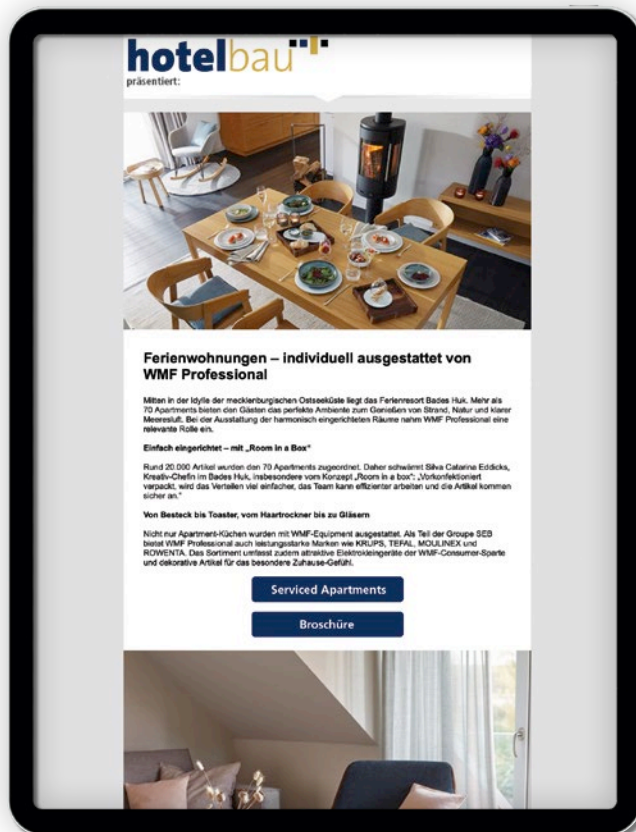 hotelbau
präsentiert:
Ferienwohnungen – individuell ausgestattet von
WMF Professional
Mitten in der Idylle der mecklenburgischen Ostseeküste liegt das Ferienresort Bades Huk. Mehr als
70 Apartments bieten den Gästen das perfekte Ambiente zum Genießen von Strand, Natur und klarer
Meeresluft. Bei der Ausstattung der harmonisch eingerichteten Räume nahm WMF Professional eine
relevante Rolle ein.
Einfach eingerichtet – mit „Room in a Box“
Rund 20.000 Artikel wurden den 70 Apartments zugeordnet. Daher schwärmt Silva Catarina Eddicks,
Kreativ-Chefin im Bades Huk, insbesondere vom Konzept „Room in a box“: „Vorkonfektioniert
verpackt, wird das Verteilen viel einfacher, das Team kann effizienter arbeiten und die Artikel kommen
sicher an.“
Von Besteck bis Toaster, vom Haartrockner bis zu Gläsern
Nicht nur Apartment-Küchen wurden mit WMF-Equipment ausgestattet. Als Teil der Groupe SEB
bietet WMF Professional auch leistungsstarke Marken wie KRUPS, TEFAL, MOULINEX und
ROWENTA. Das Sortiment umfasst zudem attraktive Elektrokleingeräte der WMF-Consumer-Sparte
und dekorative Artikel für das besondere Zuhause-Gefühl.
Serviced Apartments
Broschüre